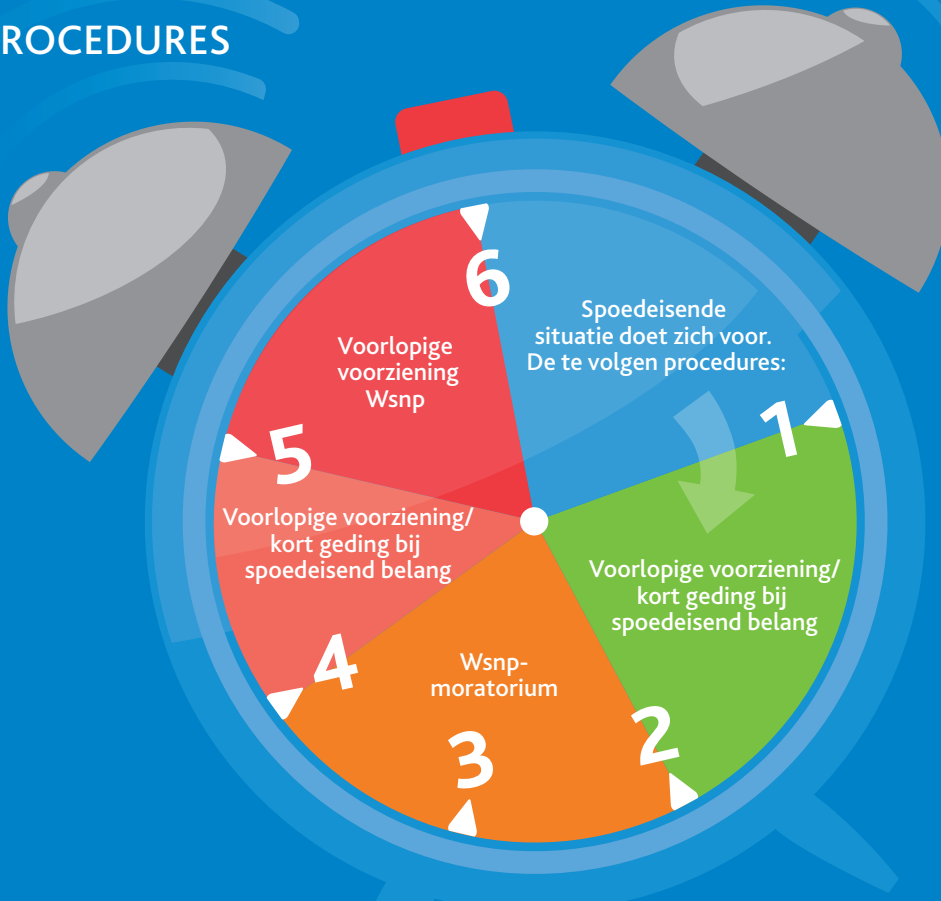 ROCEDURES
Spoedeisende
situatie doet zich voor.
De te volgen procedures:
1
Voorlopige voorziening/
kort geding bij
spoedeisend belang
2
Wsnp-
moratorium
3
4
Voorlopige voorziening/
kort geding bij
spoedeisend belang
5
Voorlopige
voorziening
Wsnp
6